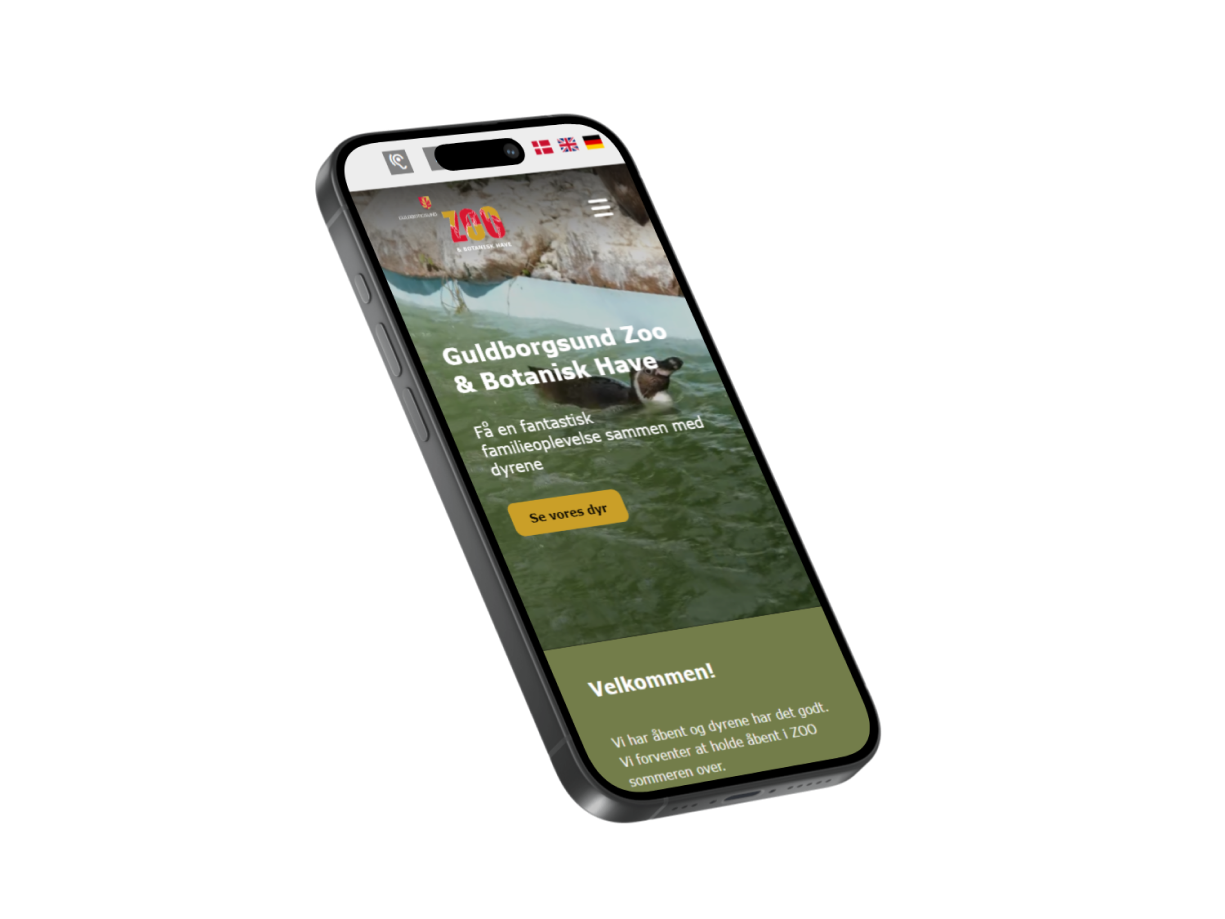 GULDBORGSUND
ZOO
& BOTANISK HAVE
Guldborgsund Zoo
& Botanisk Have
Få en fantastisk
familieoplevelse sammen med
dyrene
Se vores dyr
Velkommen!
Vi har åbent og dyrene har det godt.
Vi forventer at holde åbent i ZOO
sommeren over.